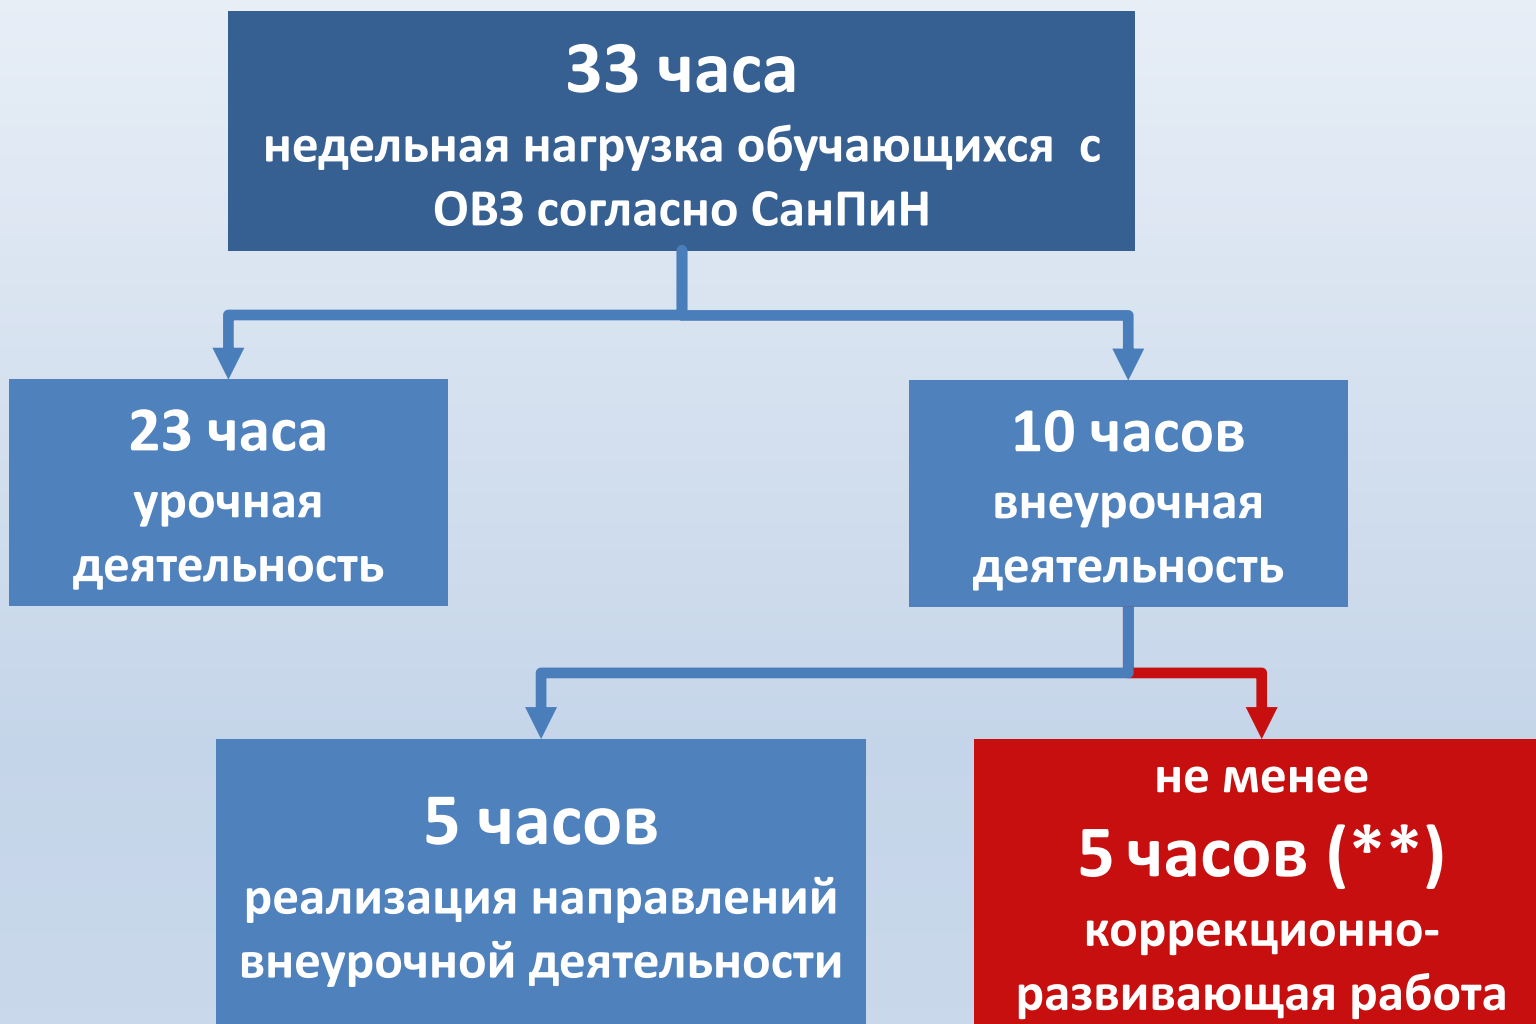 33 часа
недельная нагрузка обучающихся с
ОВЗ согласно СанПиН
23 часа
урочная
деятельность
10 часов
внеурочная
деятельность
5 часов
реализация направлений
внеурочной деятельности
не менее
5 часов (**)
коррекционно-
развивающая работа